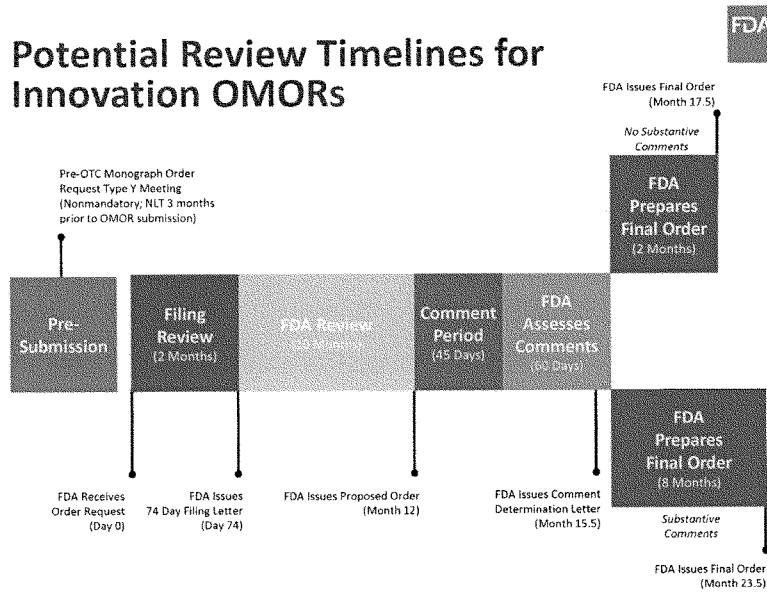 FDA
Potential Review Timelines for
Innovation OMORs
FDA Issues Final Order
(Month 17.5)
No Substantive
Comments
Pre-OTC Monograph Order
Request Type Y Meeting
(Nonmandatory; NLT 3 months
prior to OMOR submission)
FDA
Prepares
Final Order
(2 Months)
Pre-
Submission
Filing
Review
(2 Months)
FDA Review
Comment
Period
(45 Days)
FDA
Assesses
Comments
(60 Days)
FDA
Prepares
Final Order
(8 Months)
FDA Receives
Order Request
(Day 0)
FDA Issues
74 Day Filing Letter
(Day 74)
FDA Issues Proposed Order
(Month 12)
FDA Issues Comment
Determination Letter
(Month 15.5)
Substantive
Comments
FDA Issues Final Order
(Month 23.5)